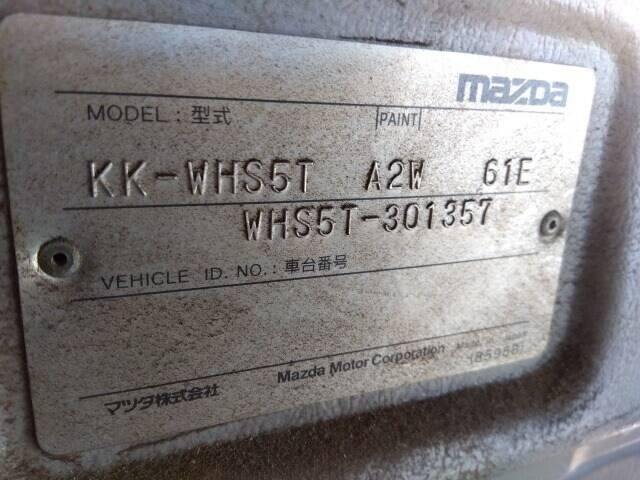 mazda
MODEL：型式 PAINT
KK-WHS5T A2W 61E
WHS5T-301357
VEHICLE ID. NO.：車台番号
マツダ株式会社 Mazda Motor Corporation